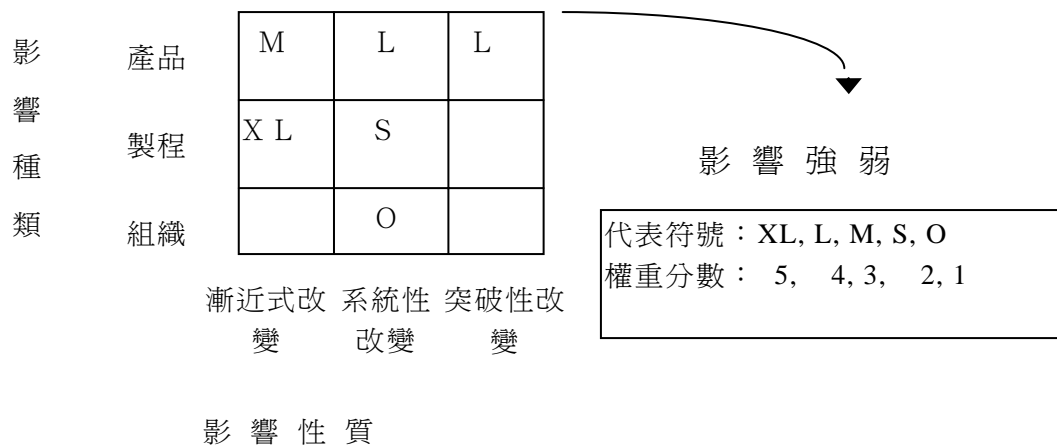 影響種類
產品 M L L
製程 X L S
組織 O
漸近式改變 系統性改變 突破性改變
影 響 性 質
影 響 強 弱
代表符號：XL, L, M, S, O
權重分數： 5, 4, 3, 2, 1